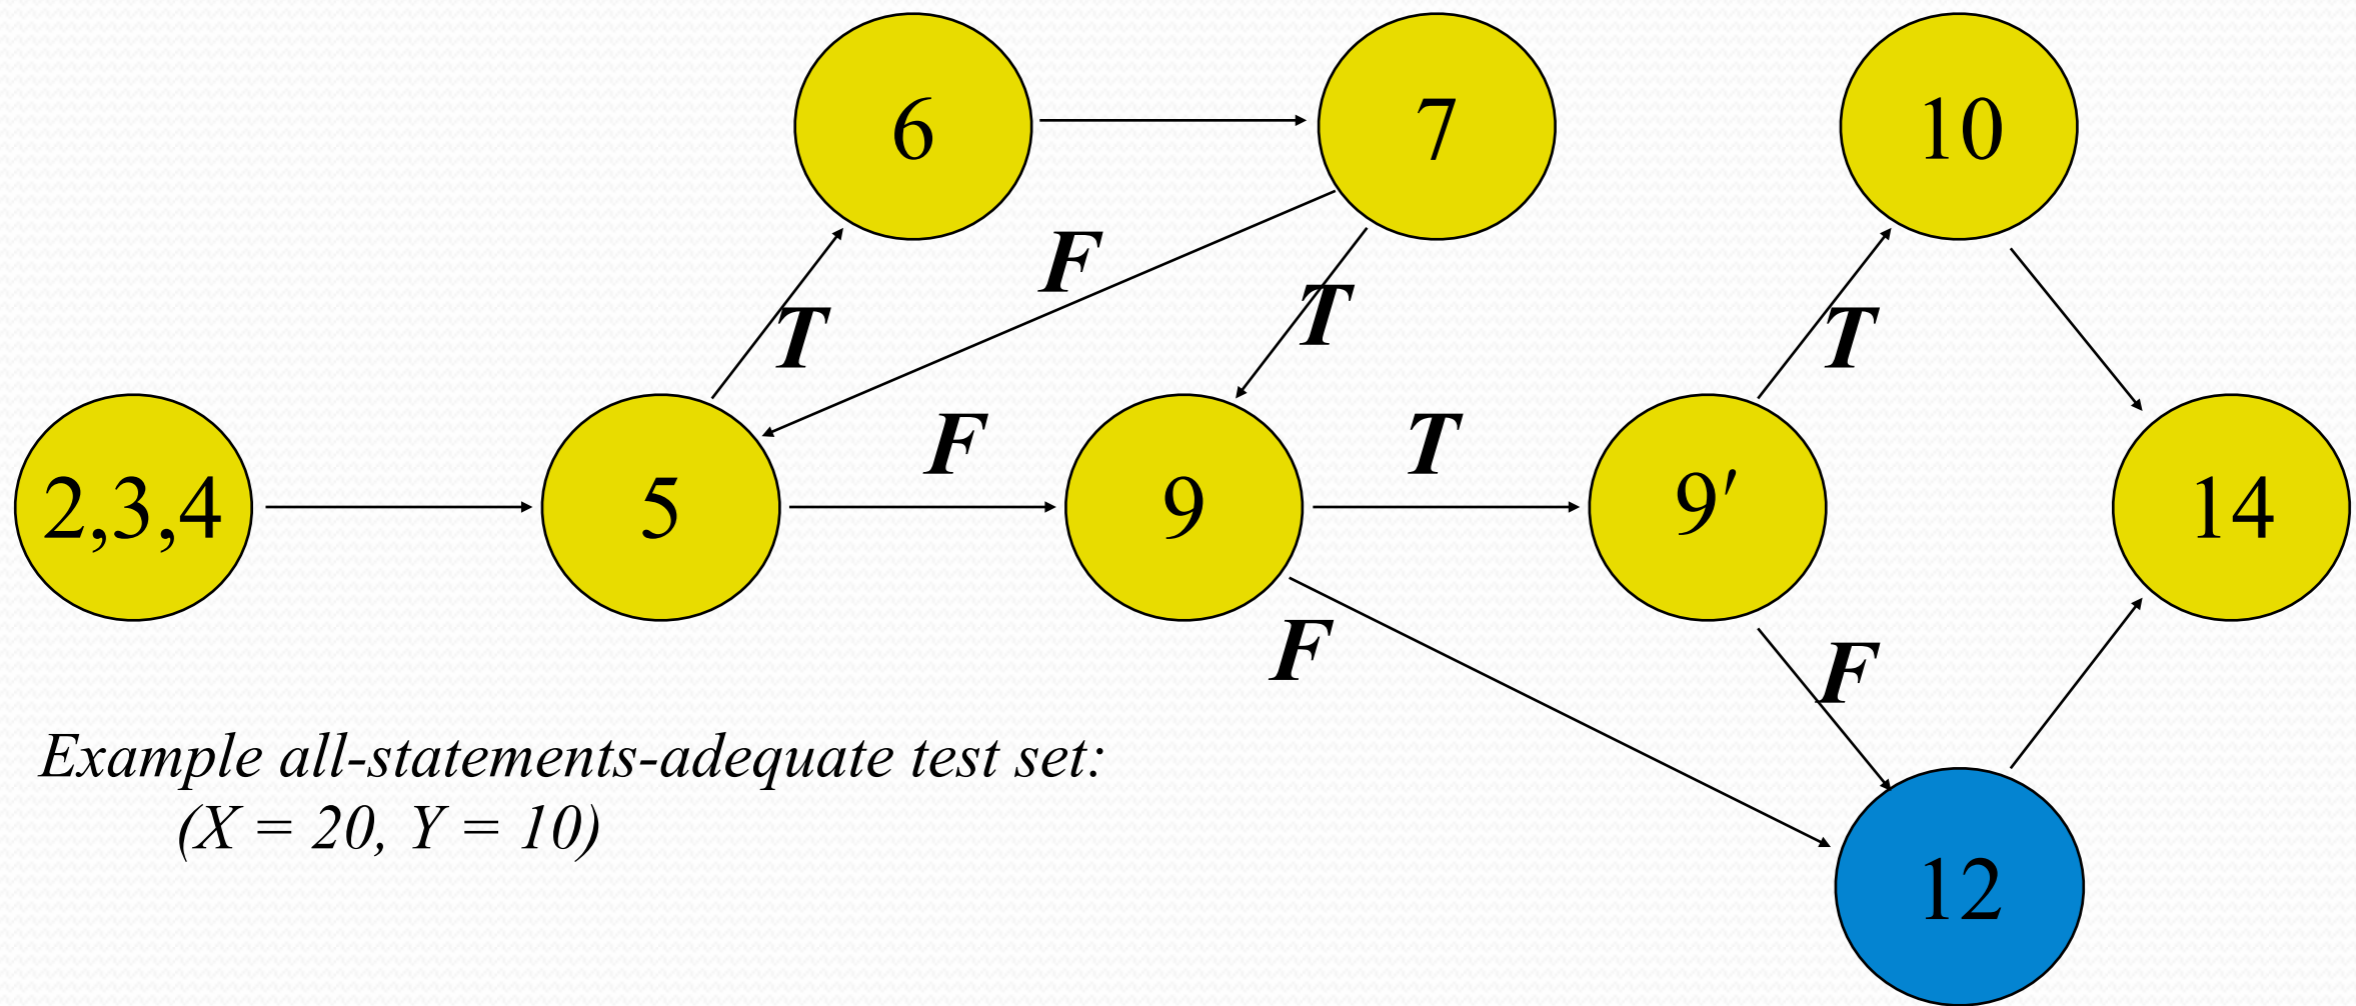 6
7
10
F
T
T
T
F
T
2,3,4
5
9
9′
14
F
F
Example all-statements-adequate test set:
(X = 20, Y = 10)
12